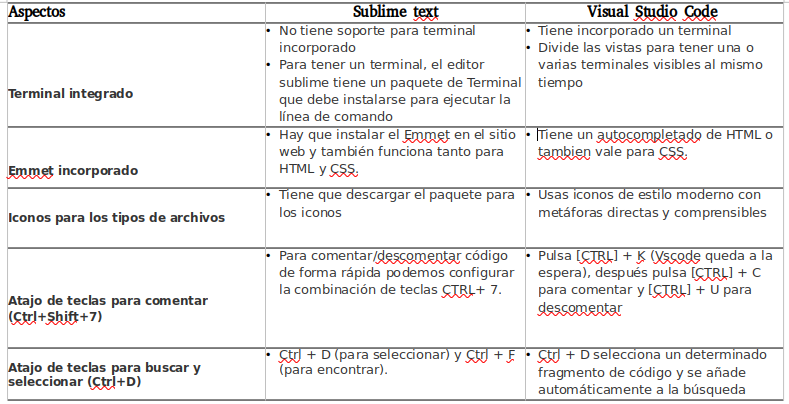 Aspectos
Sublime text
Visual Studio Code
Terminal integrado
• No tiene soporte para terminal
incorporado
• Para tener un terminal, el editor
sublime tiene un paquete de Terminal
que debe instalarse para ejecutar la
línea de comando
• Tiene incorporado un terminal
• Divide las vistas para tener una o
varias terminales visibles al mismo
tiempo
Emmet incorporado
• Hay que instalar el Emmet en el sitio
web y también funciona tanto para
HTML y CSS.
• Tiene un autocompletado de HTML o
tambien vale para CSS.
Iconos para los tipos de archivos
• Tiene que descargar el paquete para
los iconos
• Usas iconos de estilo moderno con
metáforas directas y comprensibles
Atajo de teclas para comentar
(Ctrl+Shift+7)
• Para comentar/descomentar código
de forma rápida podemos configurar
la combinación de teclas CTRL+ 7.
• Pulsa [CTRL] + K (Vscode queda a la
espera), después pulsa [CTRL] + C
para comentar y [CTRL] + U para
descomentar
Atajo de teclas para buscar y
seleccionar (Ctrl+D)
• Ctrl + D (para seleccionar) y Ctrl + F
(para encontrar).
• Ctrl + D selecciona un determinado
fragmento de código y se añade
automáticamente a la búsqueda